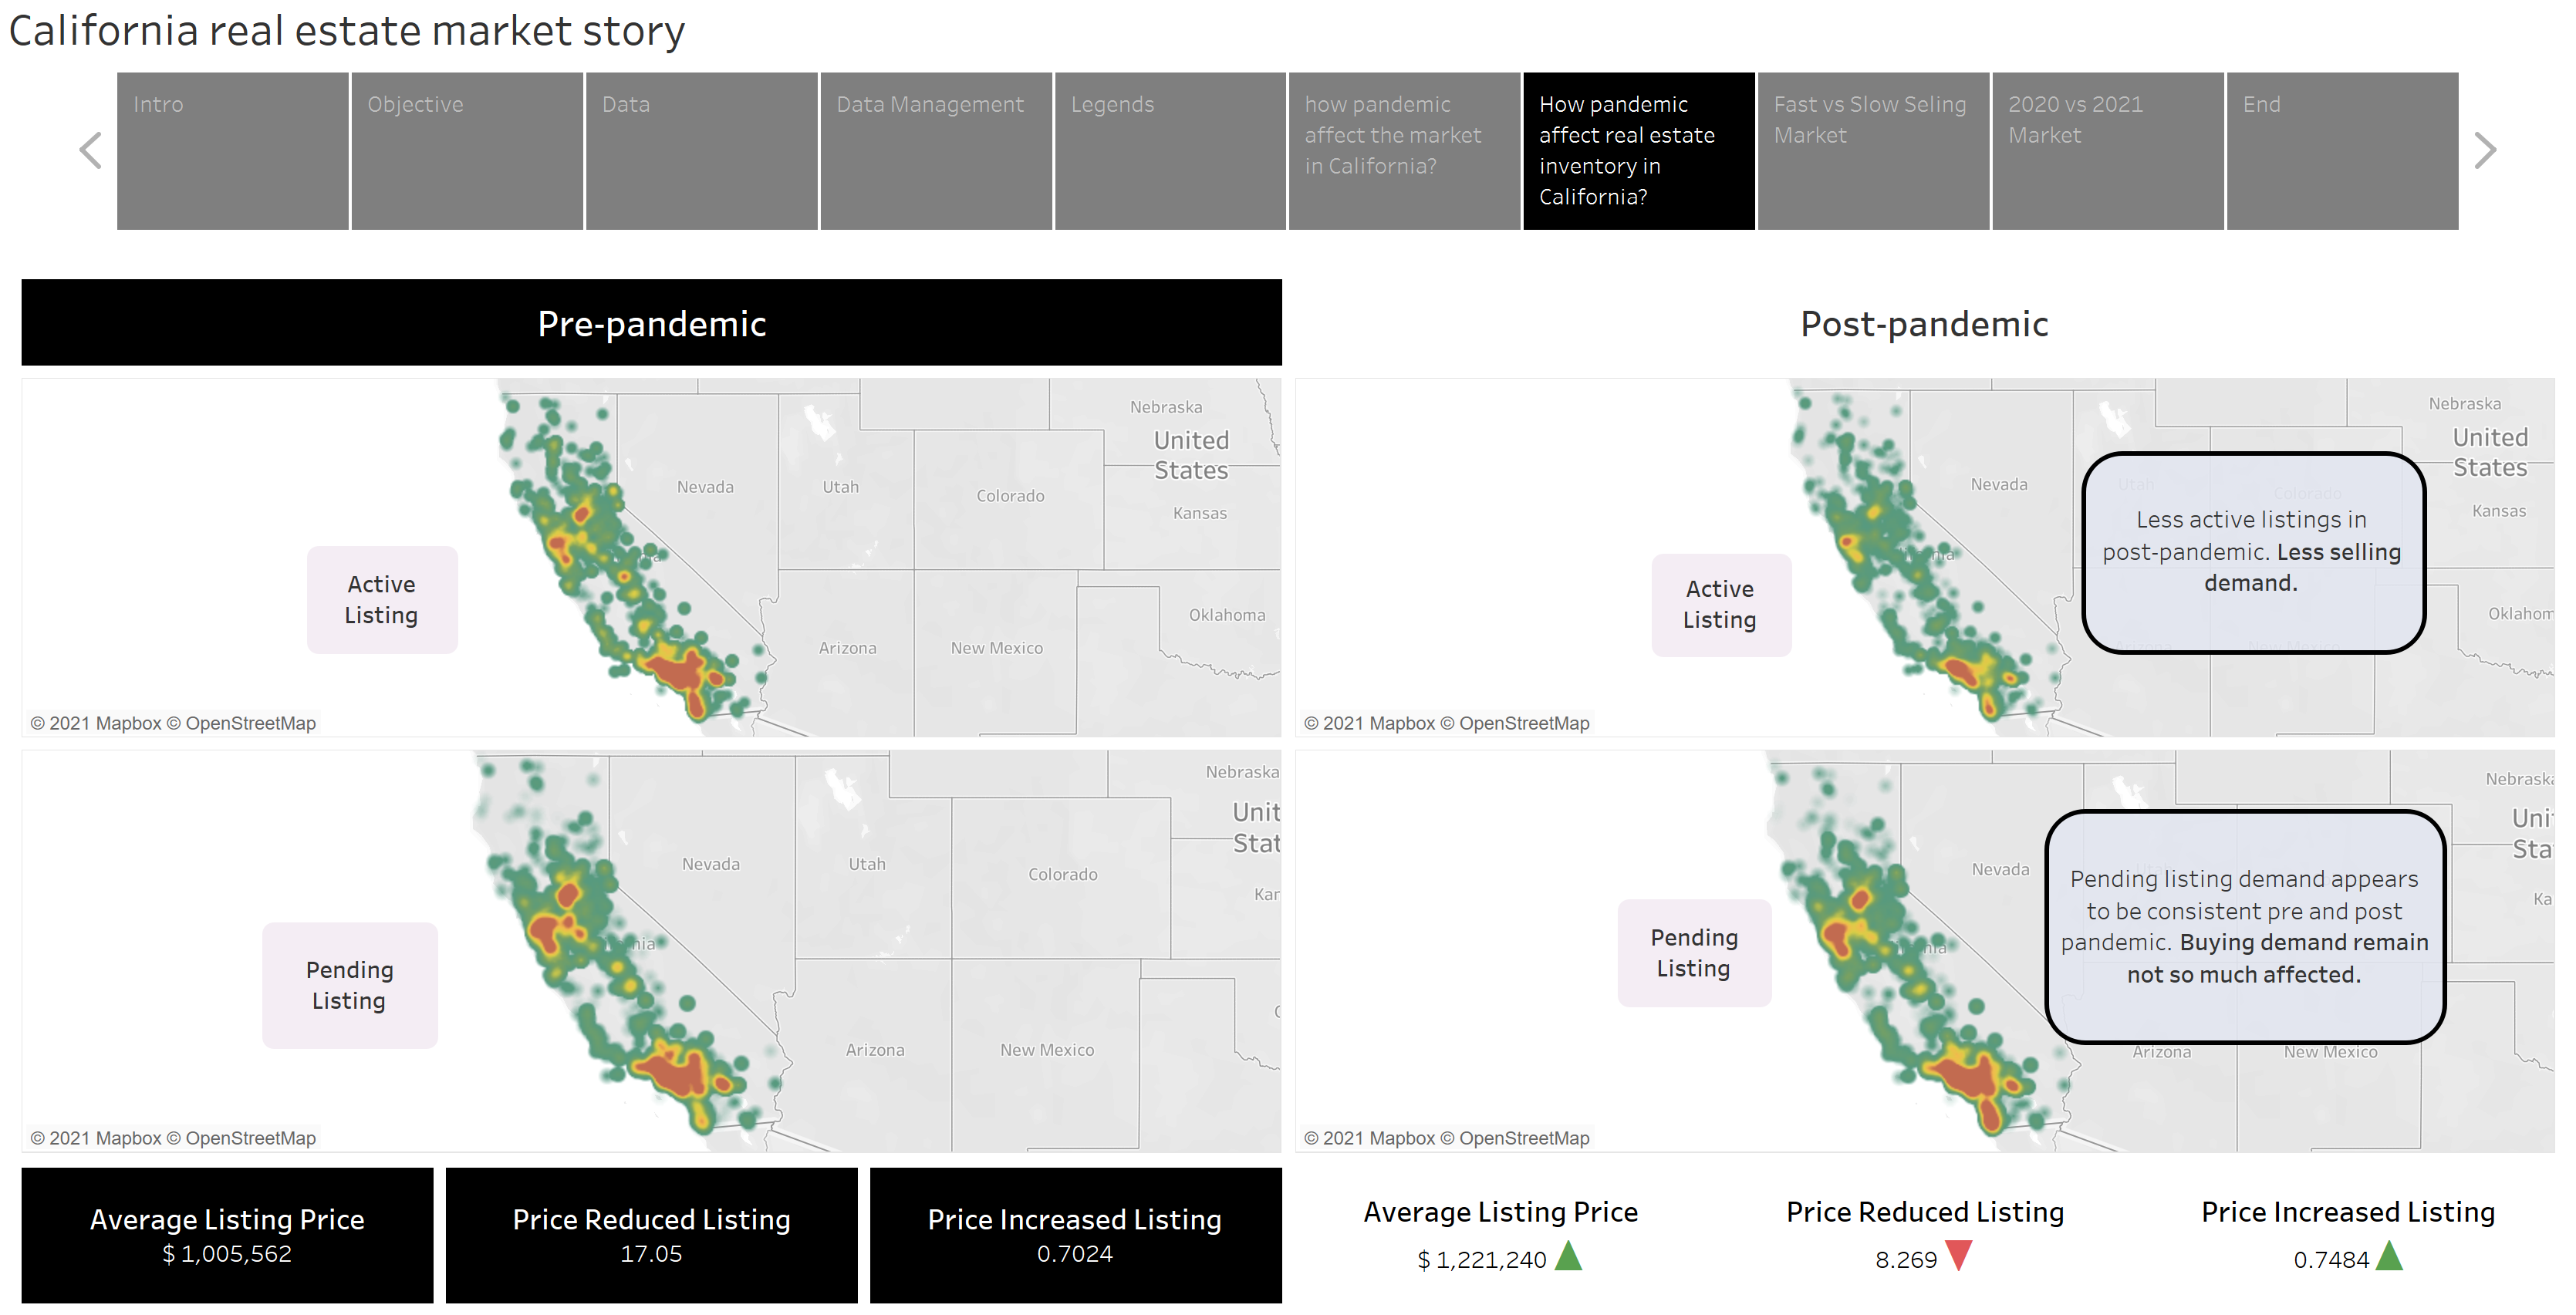 California real estate market story
Intro
Objective
Data
Data Management
Legends
how pandemic
affect the market
in California?
How pandemic
affect real estate
inventory in
California?
Fast vs Slow Seling
Market
2020 vs 2021
Market
End
Pre-pandemic
Post-pandemic
Nebraska
United
States
Nevada
Utah
Colorado
Kansas
Oklahoma
Arizona
New Mexico
Active
Listing
© 2021 Mapbox © OpenStreetMap
Nebraska
United
States
Nevada
Utah
Colorado
Kansas
Oklahom
Arizona
New Mexico
Active
Listing
Less active listings in
post-pandemic. Less selling
demand.
© 2021 Mapbox © OpenStreetMap
Nebraska
Unit
Stat
Nevada
Utah
Colorado
Kar
nia
Arizona
New Mexico
Pending
Listing
© 2021 Mapbox © OpenStreetMap
Nebrask
Uni
Sta
Nevada
Ka
Arizona
New Mexico
Pending
Listing
Pending listing demand appears
to be consistent pre and post
pandemic. Buying demand remain
not so much affected.
© 2021 Mapbox © OpenStreetMap
Average Listing Price
$ 1,005,562
Price Reduced Listing
17.05
Price Increased Listing
0.7024
Average Listing Price
$ 1,221,240
Price Reduced Listing
8.269
Price Increased Listing
0.7484